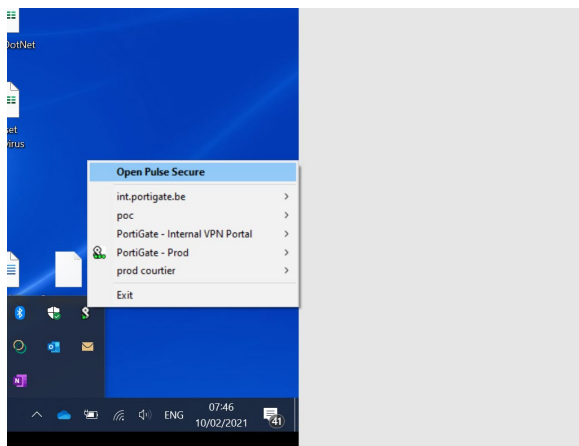 DotNet
set
virus
Open Pulse Secure
int.portigate.be
poc
PortiGate - Internal VPN Portal
PortiGate - Prod
prod courtier
Exit
ENG
07:46
10/02/2021
41